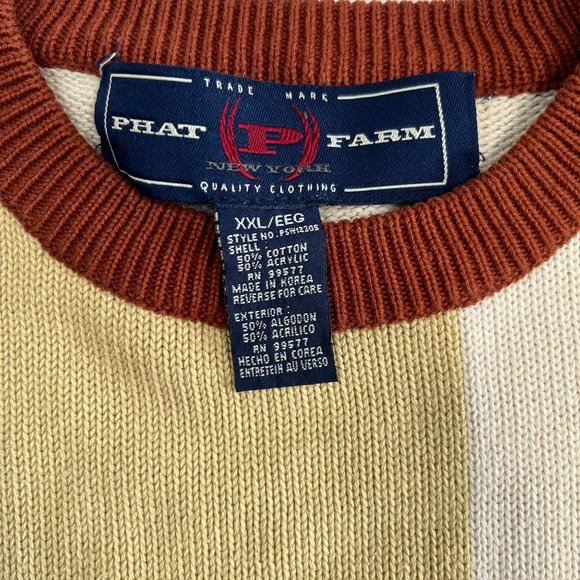 TRADE MARK
PHAT P FARM
NEW YORK
QUALITY CLOTHING
XXL/EEG
STYLE NO. PSW12305
SHELL :
50% COTTON
50% ACRYLIC
RN 99577
MADE IN KOREA
REVERSE FOR CARE
EXTERIOR :
50% ALGODON
50% ACRILICO
RN 99577
HECHO EN COREA
ENTRETEIN AU VERSO